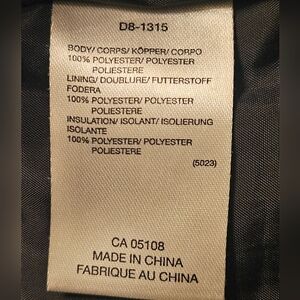 D8-1315
BODY/ CORPS/ KÖPPER/ CORPO
100% POLYESTER/ POLYESTER
POLIESTERE
LINING/ DOUBLURE/ FUTTERSTOFF
FODERA
100% POLYESTER/ POLYESTER
POLIESTERE
INSULATION/ ISOLANT/ ISOLIERUNG
ISOLANTE
100% POLYESTER/ POLYESTER
POLIESTERE
(5023)
CA 05108
MADE IN CHINA
FABRIQUE AU CHINA